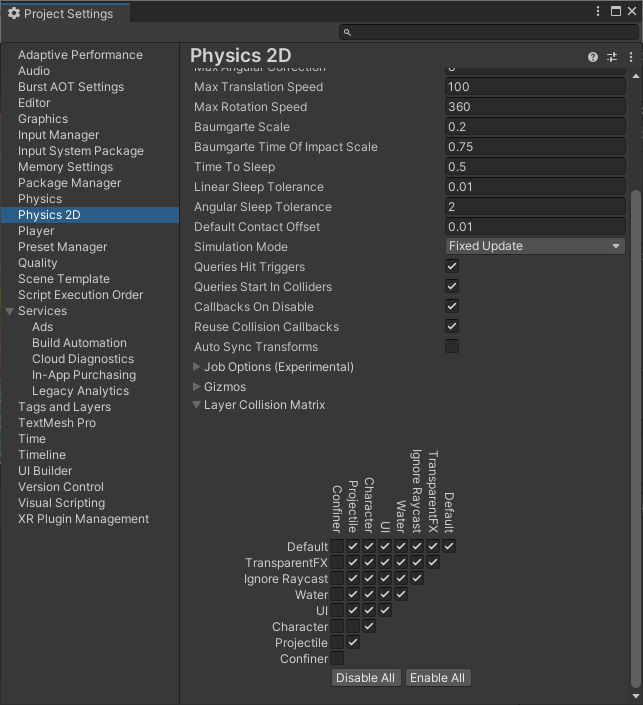 Project Settings
Adaptive Performance
Audio
Burst AOT Settings
Editor
Graphics
Input Manager
Input System Package
Memory Settings
Package Manager
Physics
Physics 2D
Player
Preset Manager
Quality
Scene Template
Script Execution Order
Services
Ads
Build Automation
Cloud Diagnostics
In-App Purchasing
Legacy Analytics
Tags and Layers
TextMesh Pro
Time
Timeline
UI Builder
Version Control
Visual Scripting
XR Plugin Management
Physics 2D
Max Angular Correction 8
Max Translation Speed 100
Max Rotation Speed 360
Baumgarte Scale 0.2
Baumgarte Time Of Impact Scale 0.75
Time To Sleep 0.5
Linear Sleep Tolerance 0.01
Angular Sleep Tolerance 2
Default Contact Offset 0.01
Simulation Mode Fixed Update
Queries Hit Triggers
Queries Start In Colliders
Callbacks On Disable
Reuse Collision Callbacks
Auto Sync Transforms
Job Options (Experimental)
Gizmos
Layer Collision Matrix
Confiner
Projectile
Character
UI
Water
Ignore Raycast
TransparentFX
Default
Default
TransparentFX
Ignore Raycast
Water
UI
Character
Projectile
Confiner
Disable All Enable All